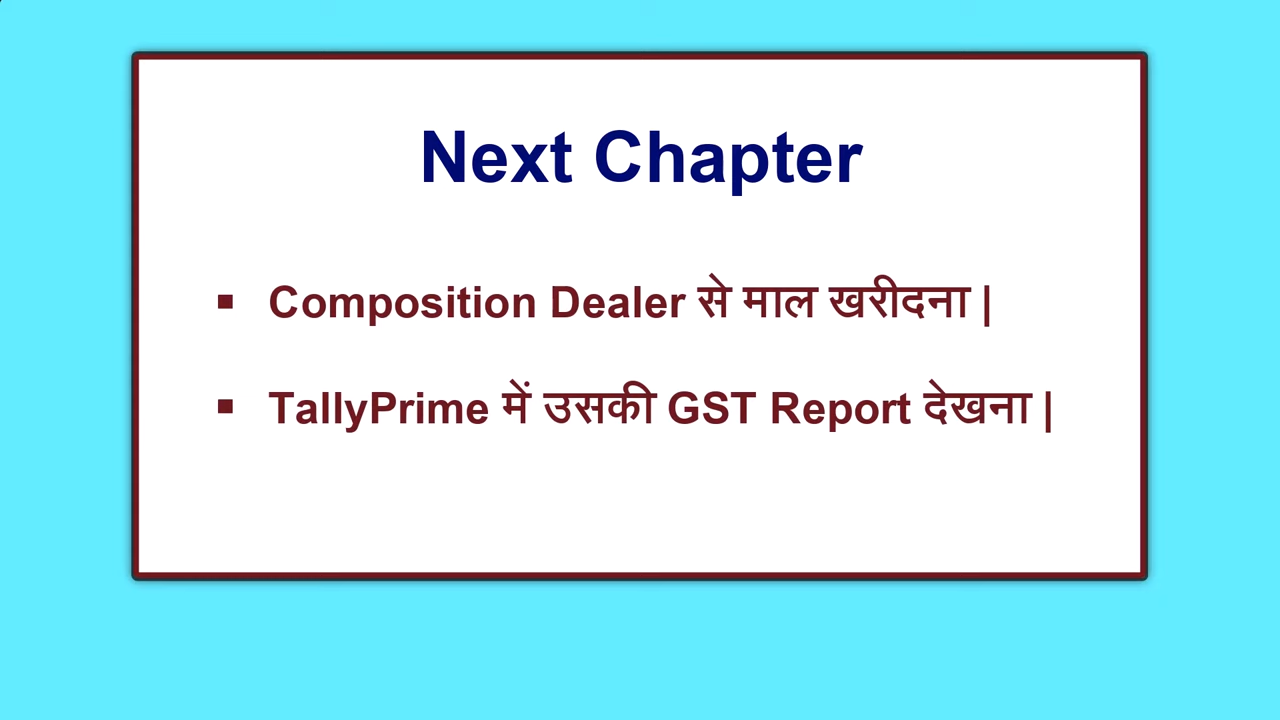 Next Chapter
▪ Composition Dealer से माल खरीदना |
▪ TallyPrime में उसकी GST Report देखना |